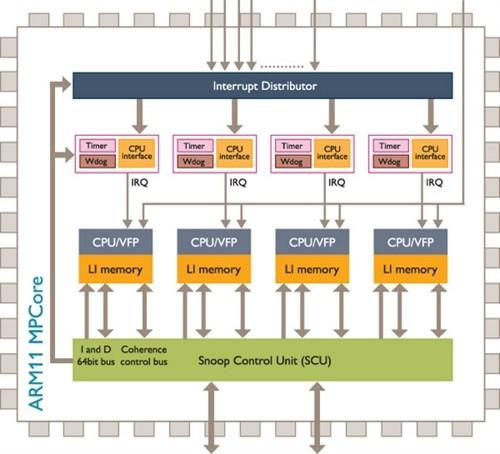 Interrupt Distributor
Timer
Wdog
CPU
interface
Timer
Wdog
CPU
interface
Timer
Wdog
CPU
interface
Timer
Wdog
CPU
interface
IRQ
IRQ
IRQ
IRQ
CPU/VFP
LI memory
CPU/VFP
LI memory
CPU/VFP
LI memory
CPU/VFP
LI memory
I and D
64bit bus
Coherence
control bus
Snoop Control Unit (SCU)
ARM11 MPCore